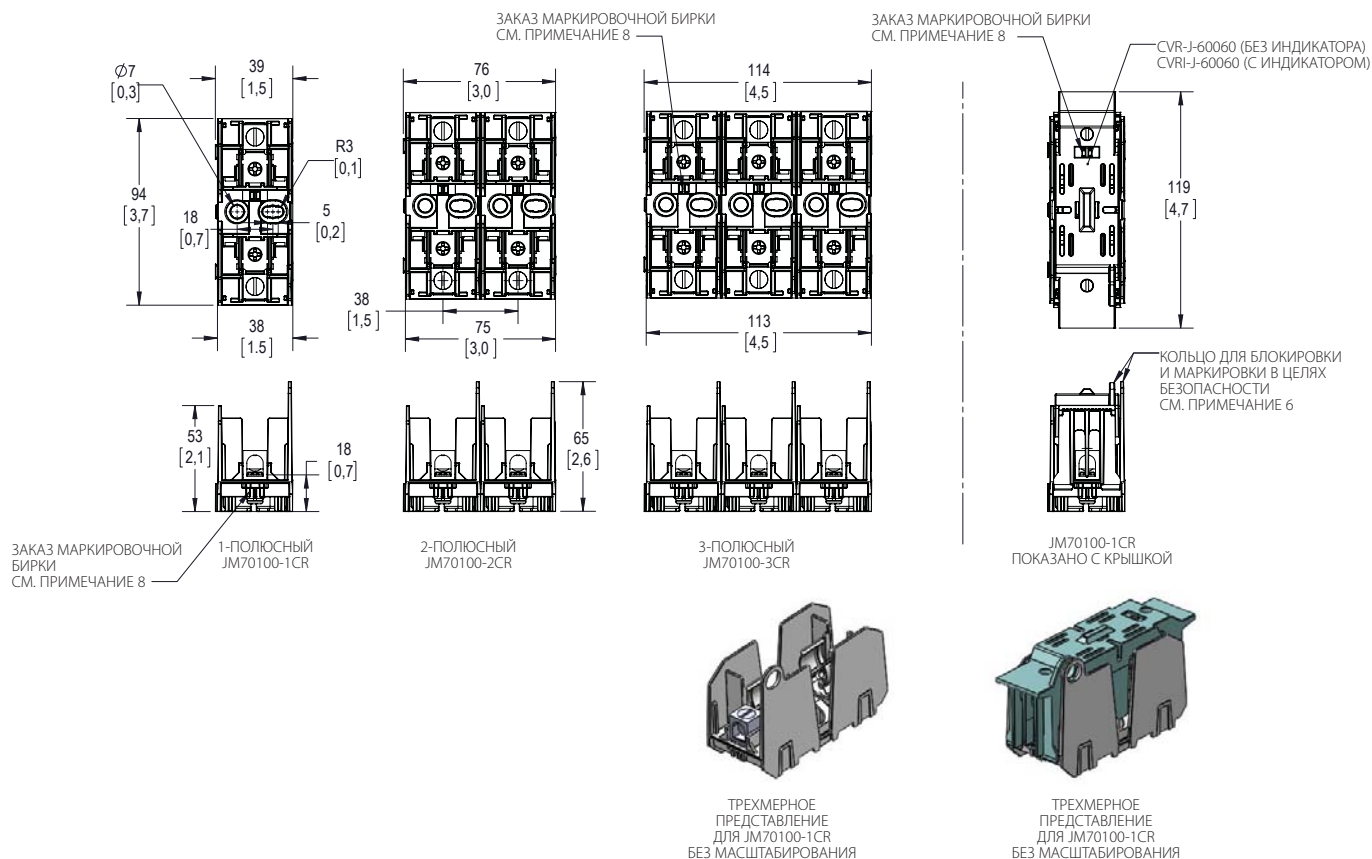 ЗАКАЗ МАРКИРОВОЧНОЙ БИРКИ
СМ. ПРИМЕЧАНИЕ 8
ЗАКАЗ МАРКИРОВОЧНОЙ БИРКИ
СМ. ПРИМЕЧАНИЕ 8
CVR-J-60060 (БЕЗ ИНДИКАТОРА)
CVRI-J-60060 (С ИНДИКАТОРОМ)
Ø7
[0,3]
39
[1,5]
76
[3,0]
114
[4,5]
R3
[0,1]
94
[3,7]
18
[0,7]
5
[0,2]
119
[4,7]
38
[1.5]
38
[1,5]
75
[3,0]
113
[4,5]
КОЛЬЦО ДЛЯ БЛОКИРОВКИ
И МАРКИРОВКИ В ЦЕЛЯХ
БЕЗОПАСНОСТИ
СМ. ПРИМЕЧАНИЕ 6
53
[2,1]
18
[0,7]
65
[2,6]
ЗАКАЗ МАРКИРОВОЧНОЙ
БИРКИ
СМ. ПРИМЕЧАНИЕ 8
1-ПОЛЮСНЫЙ
JM70100-1CR
2-ПОЛЮСНЫЙ
JM70100-2CR
3-ПОЛЮСНЫЙ
JM70100-3CR
JM70100-1CR
ПОКАЗАНО С КРЫШКОЙ
ТРЕХМЕРНОЕ
ПРЕДСТАВЛЕНИЕ
ДЛЯ JM70100-1CR
БЕЗ МАСШТАБИРОВАНИЯ
ТРЕХМЕРНОЕ
ПРЕДСТАВЛЕНИЕ
ДЛЯ JM70100-1CR
БЕЗ МАСШТАБИРОВАНИЯ